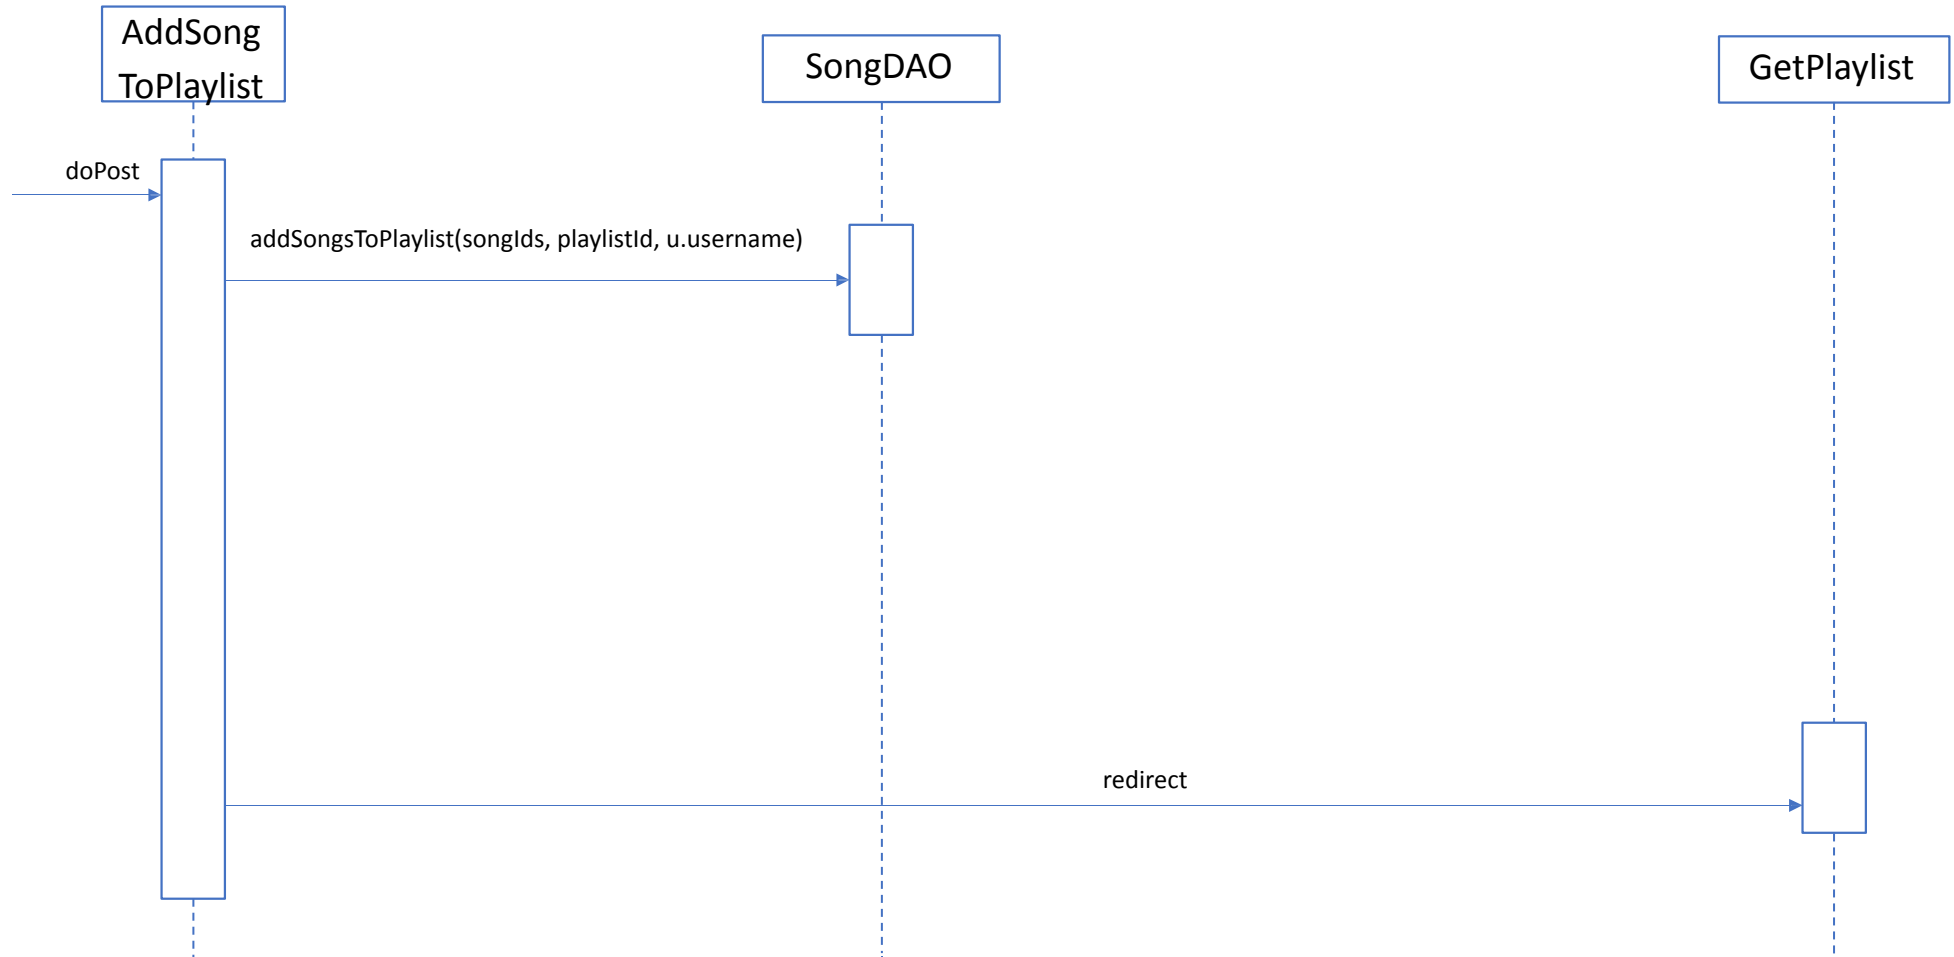 AddSong
ToPlaylist
SongDAO
GetPlaylist
doPost
addSongsToPlaylist(songIds, playlistId, u.username)
redirect